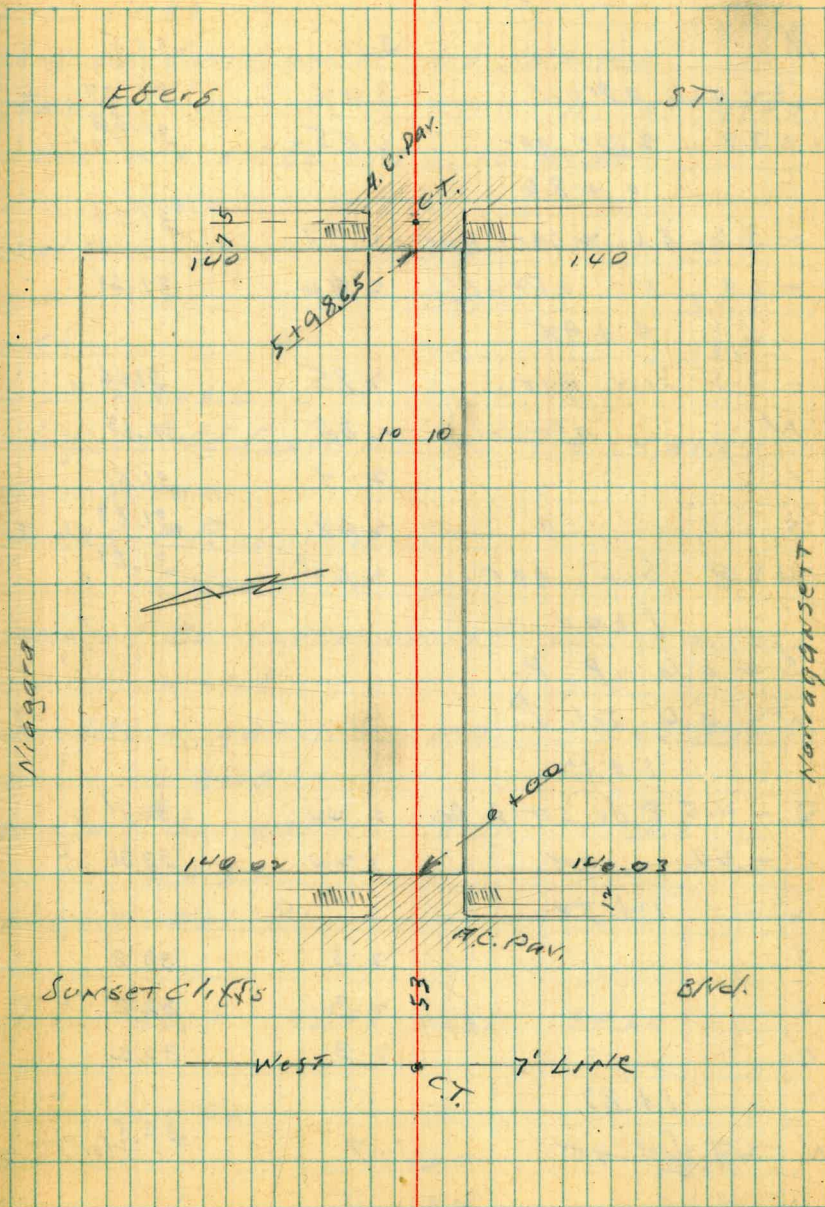 Ebers ST.
A.C. Pav.
C.T.
7 5
140 140
5+98.65
10 10
Niagara
Narragansett
0+00
140.02 140.03
12
A.C. Pav.
Sunset Cliffs 53 Blvd.
West 7' LINE
C.T.